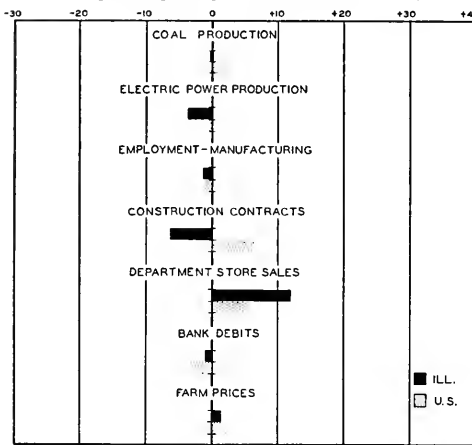 -30 -20 -10 0 +10 +20 +30 +4
COAL PRODUCTION
ELECTRIC POWER PRODUCTION
EMPLOYMENT-MANUFACTURING
CONSTRUCTION CONTRACTS
DEPARTMENT STORE SALES
BANK DEBITS
FARM PRICES
ILL.
U.S.